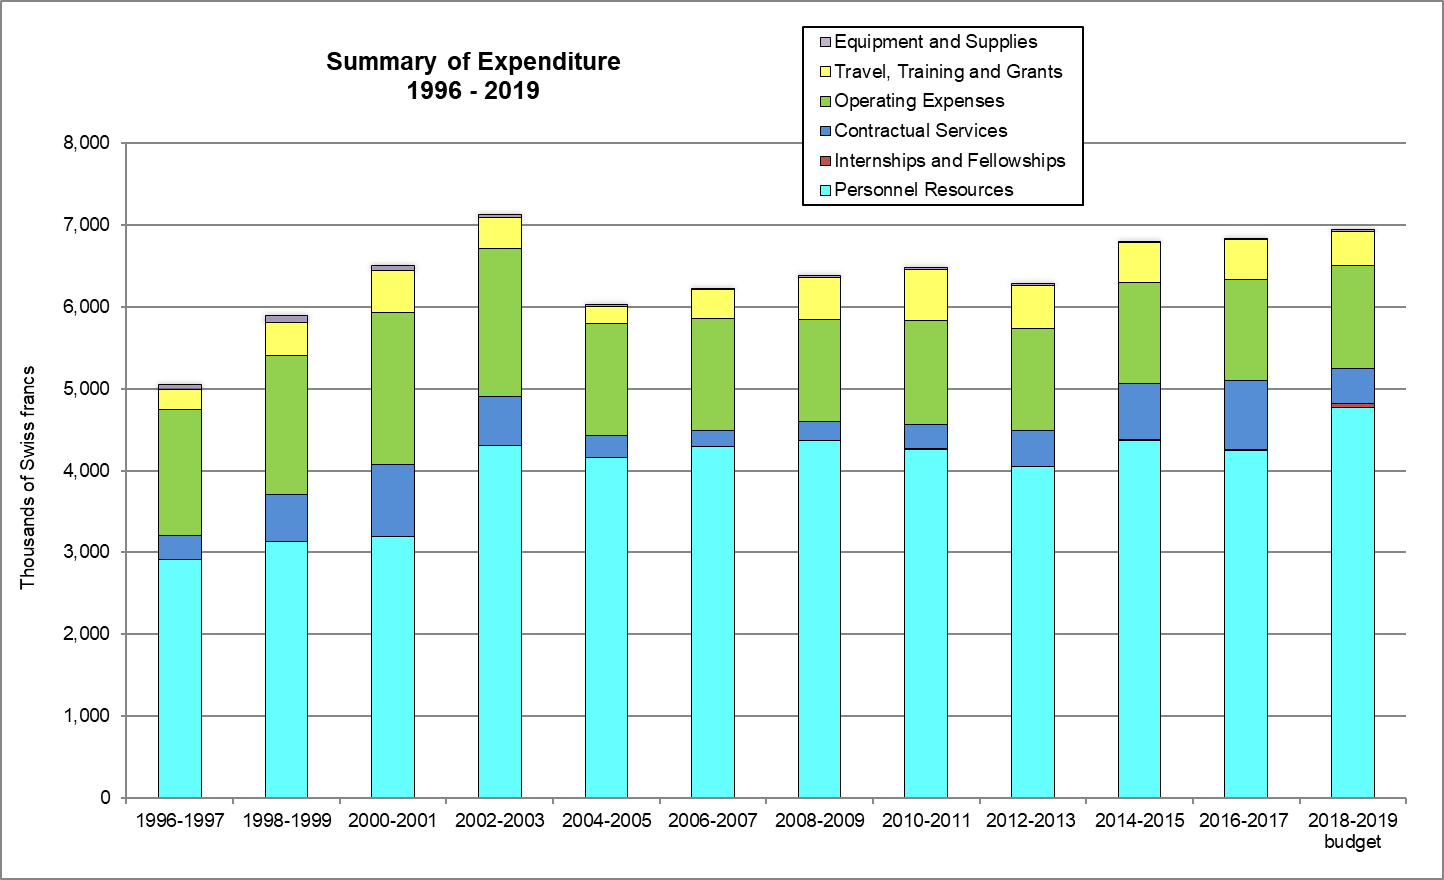 Summary of Expenditure
1996 - 2019
Equipment and Supplies
Travel, Training and Grants
Operating Expenses
Contractual Services
Internships and Fellowships
Personnel Resources
Thousands of Swiss francs
8,000
7,000
6,000
5,000
4,000
3,000
2,000
1,000
0
1996-1997
1998-1999
2000-2001
2002-2003
2004-2005
2006-2007
2008-2009
2010-2011
2012-2013
2014-2015
2016-2017
2018-2019
budget